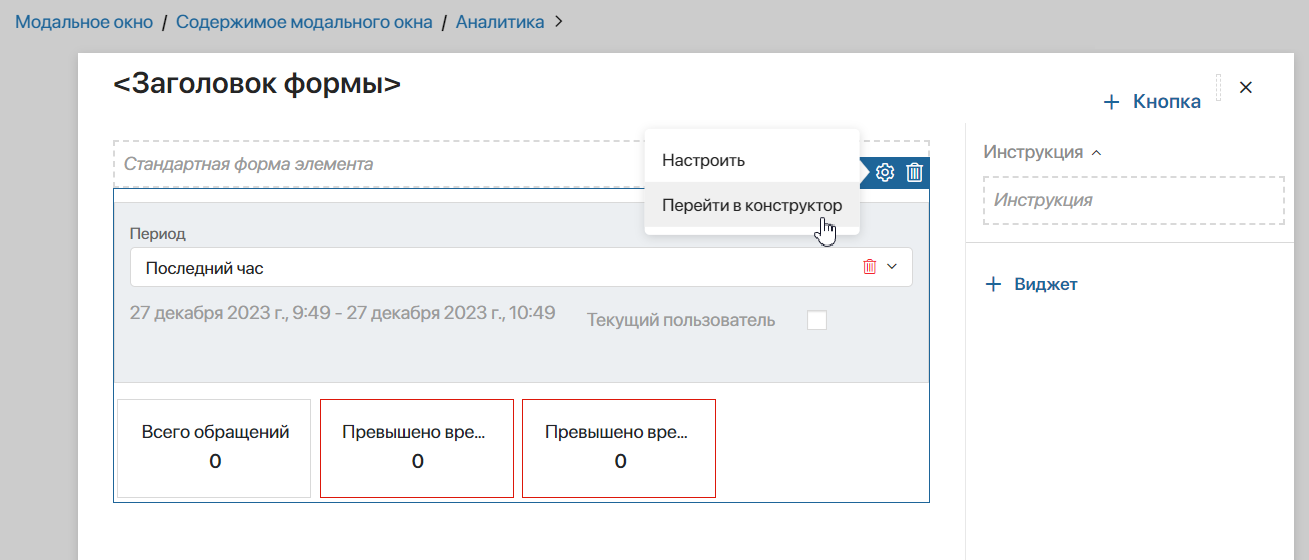 Модальное окно / Содержимое модального окна / Аналитика >
<Заголовок формы>
+ Кнопка
Стандартная форма элемента
Настроить
Перейти в конструктор
Период
Последний час
27 декабря 2023 г., 9:49 - 27 декабря 2023 г., 10:49
Текущий пользователь
Всего обращений
0
Превышено вре...
0
Превышено вре...
0
Инструкция
Инструкция
+ Виджет